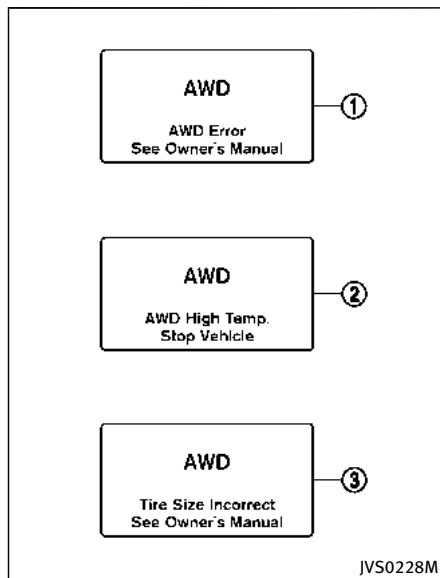 AWD
AWD Error
See Owner's Manual
1
AWD
AWD High Temp.
Stop Vehicle
2
AWD
Tire Size Incorrect
See Owner's Manual
3
JVS0228M